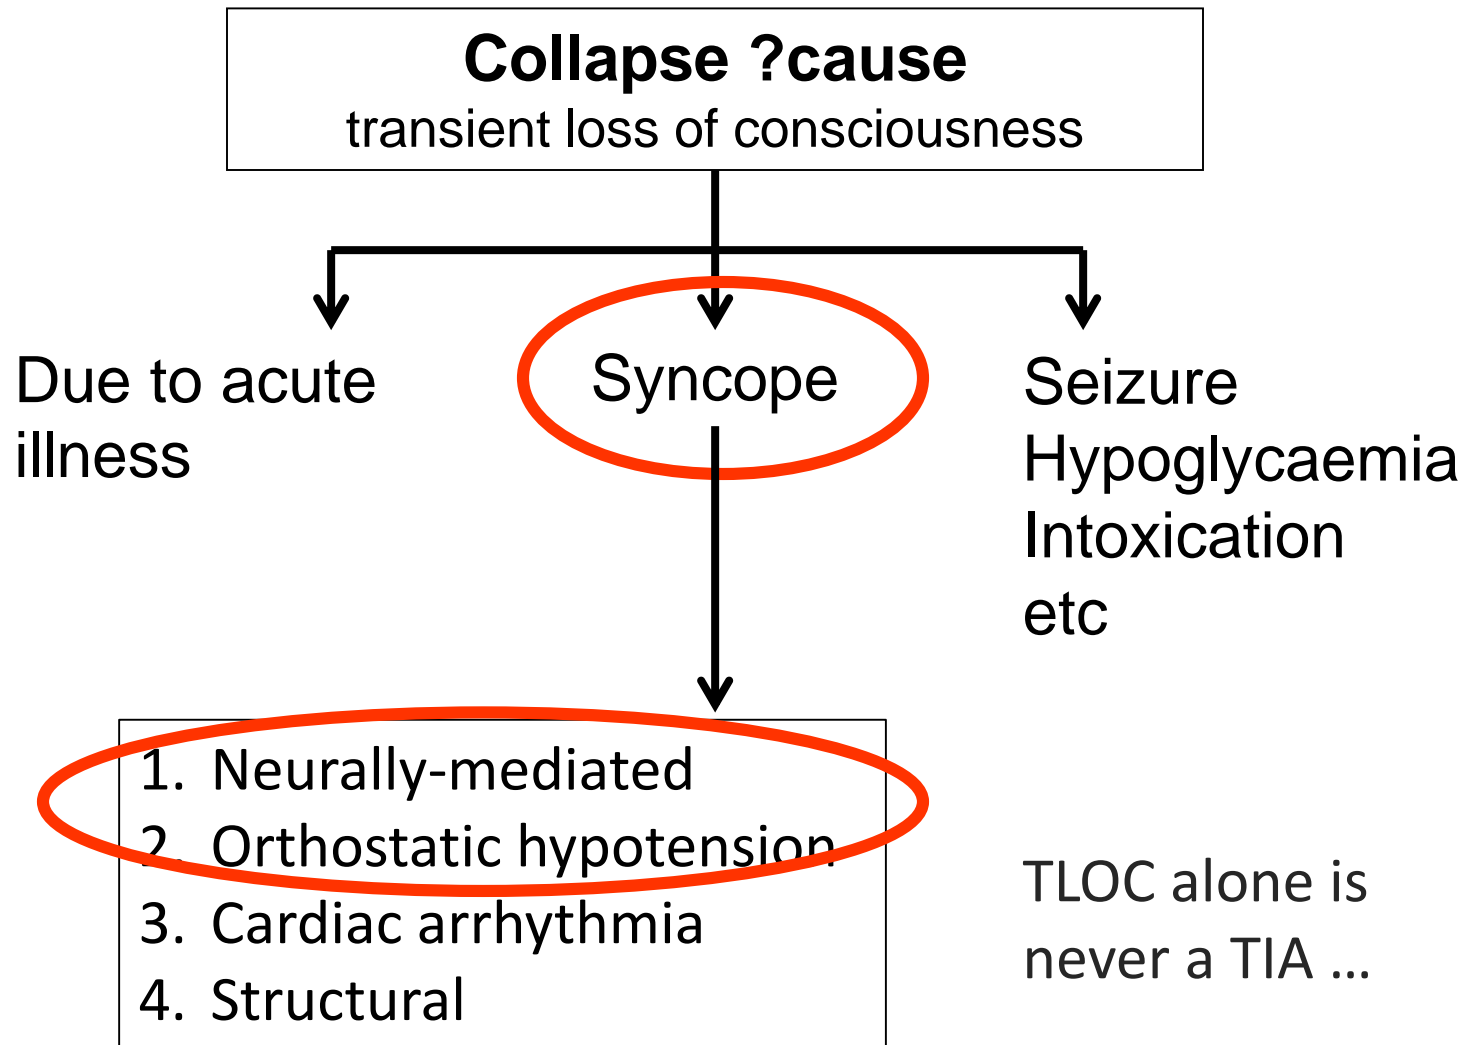 Collapse ?cause
transient loss of consciousness
Due to acute
illness
Syncope
Seizure
Hypoglycaemia
Intoxication
etc
1. Neurally-mediated
2. Orthostatic hypotension
3. Cardiac arrhythmia
4. Structural
TLOC alone is
never a TIA ...